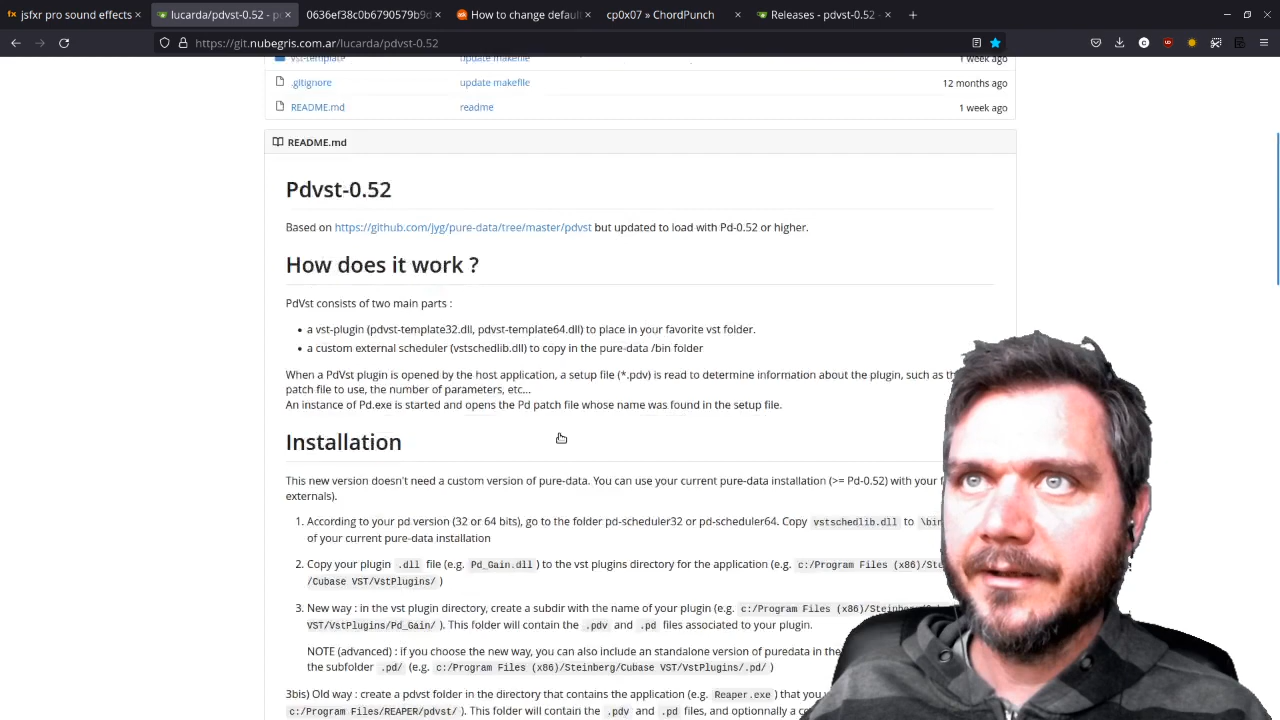 jsfxr pro sound effects
lucarda/pdvst-0.52 - p
0636ef38c0b6790579b9d
How to change default
cp0x07 » ChordPunch
Releases - pdvst-0.52 -
https://git.nubegris.com.ar/lucarda/pdvst-0.52
vst-template update makefile 1 week ago
.gitignore update makefile 12 months ago
README.md readme 1 week ago
README.md
Pdvst-0.52
Based on https://github.com/jyg/pure-data/tree/master/pdvst but updated to load with Pd-0.52 or higher.
How does it work ?
PdVst consists of two main parts :
• a vst-plugin (pdvst-template32.dll, pdvst-template64.dll) to place in your favorite vst folder.
• a custom external scheduler (vstschedlib.dll) to copy in the pure-data /bin folder
When a PdVst plugin is opened by the host application, a setup file (*.pdv) is read to determine information about the plugin, such as th
patch file to use, the number of parameters, etc...
An instance of Pd.exe is started and opens the Pd patch file whose name was found in the setup file.
Installation
This new version doesn't need a custom version of pure-data. You can use your current pure-data installation (>= Pd-0.52) with your f
externals).
1. According to your pd version (32 or 64 bits), go to the folder pd-scheduler32 or pd-scheduler64. Copy vstschedlib.dll to \bin
of your current pure-data installation
2. Copy your plugin .dll file (e.g. Pd_Gain.dll ) to the vst plugins directory for the application (e.g. c:/Program Files (x86)/Ste
/Cubase VST/VstPlugins/ )
3. New way : in the vst plugin directory, create a subdir with the name of your plugin (e.g. c:/Program Files (x86)/Steinber
VST/VstPlugins/Pd_Gain/ ). This folder will contain the .pdv and .pd files associated to your plugin.
NOTE (advanced) : if you choose the new way, you can also include an standalone version of puredata in the
the subfolder .pd/ (e.g. c:/Program Files (x86)/Steinberg/Cubase VST/VstPlugins/.pd/ )
3bis) Old way : create a pdvst folder in the directory that contains the application (e.g. Reaper.exe ) that you
c:/Program Files/REAPER/pdvst/ ). This folder will contain the .pdv and .pd files, and optionnally a co